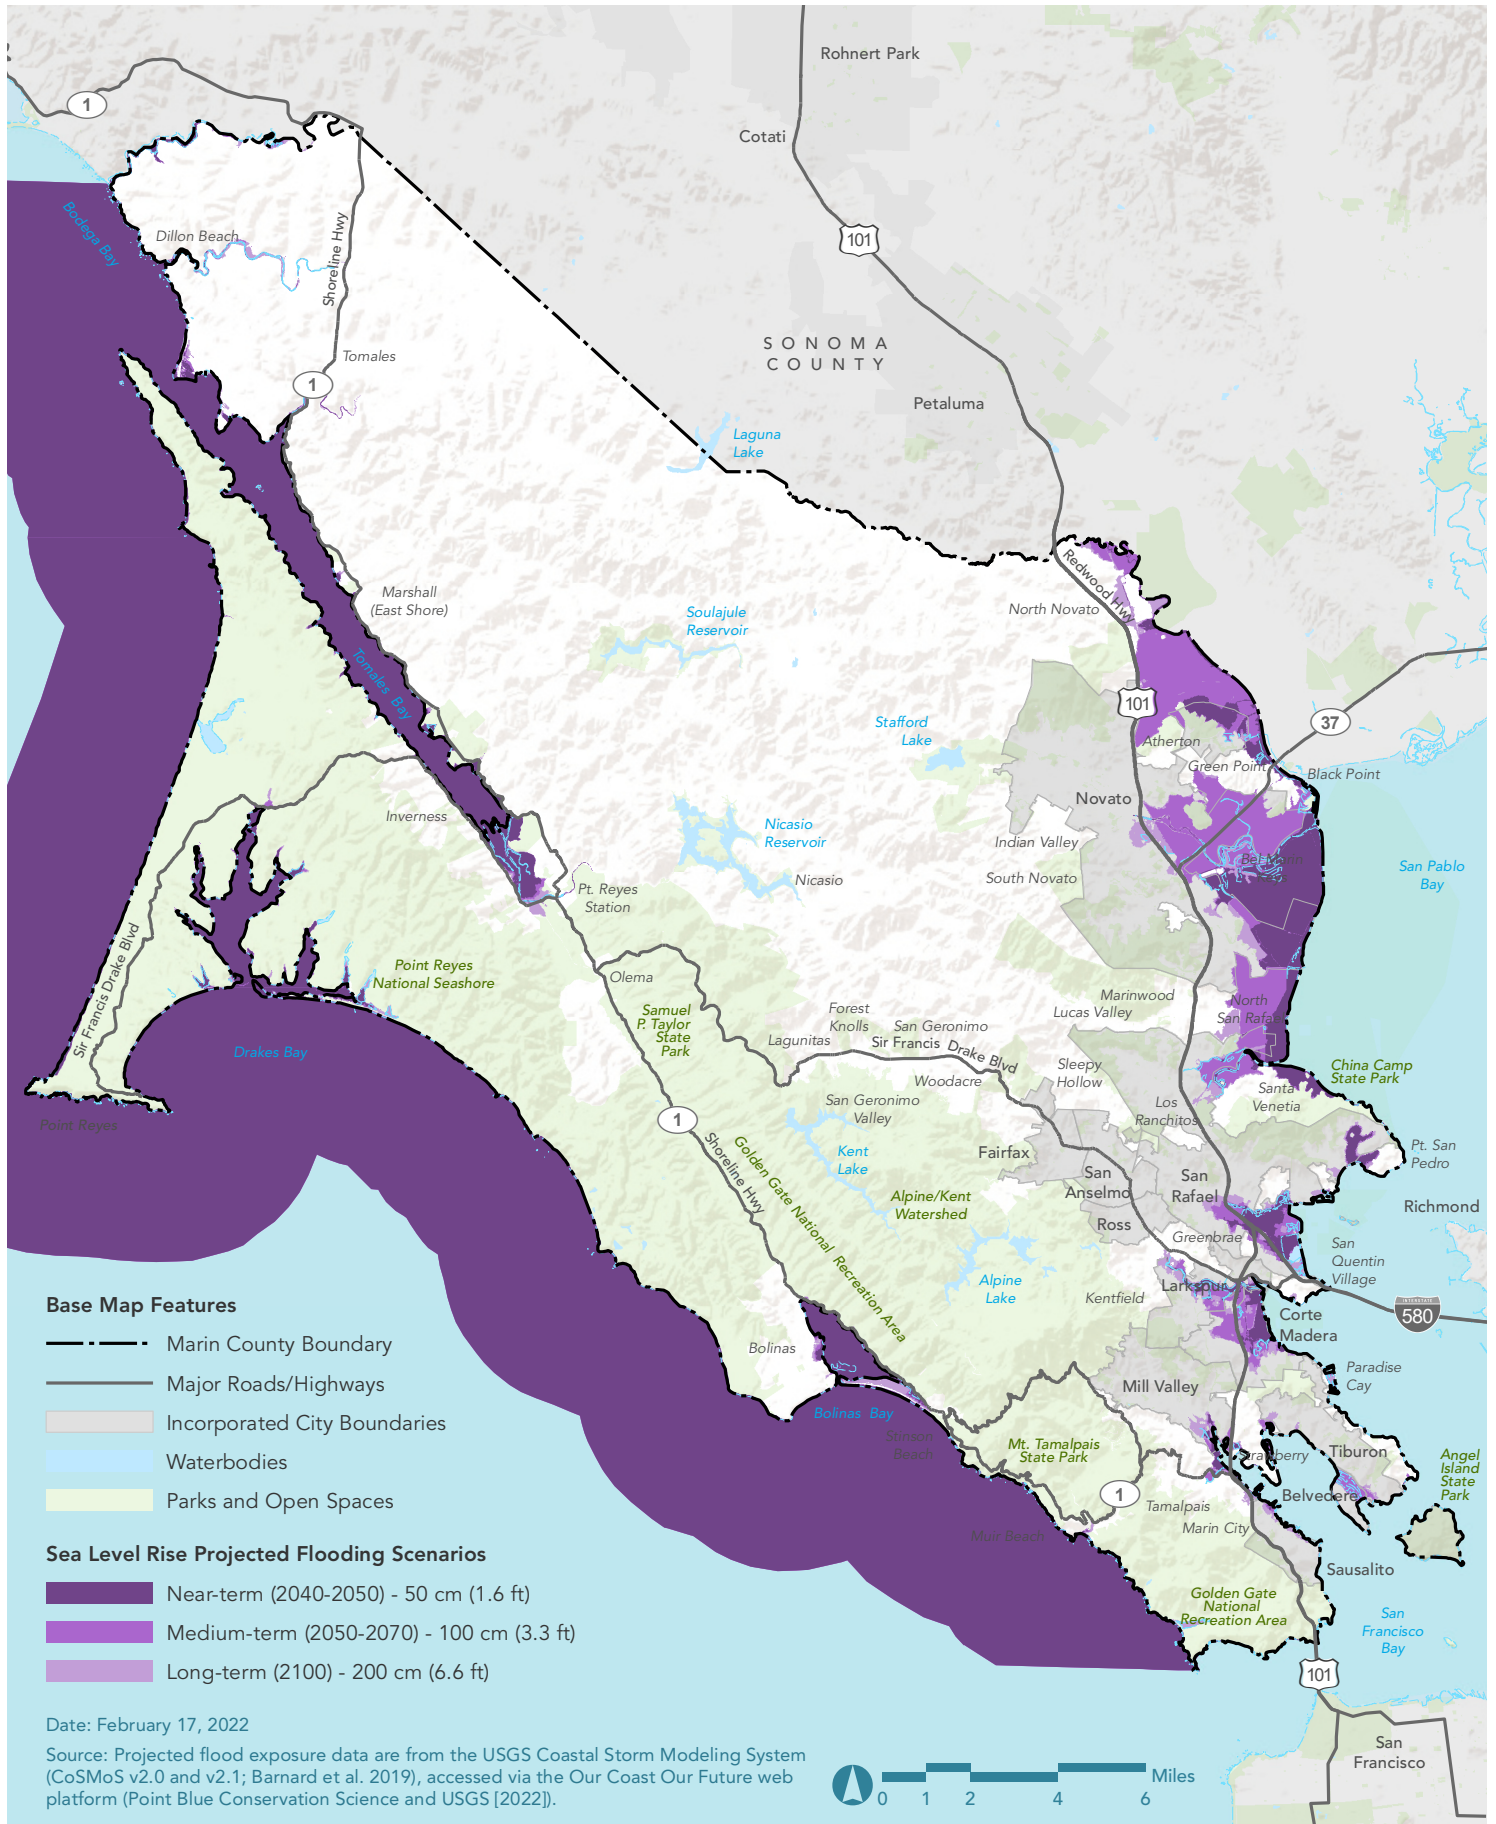 Rohnert Park
1
Cotati
101
Bodega Bay
Dillon Beach
Shoreline Hwy
SONOMA
COUNTY
Tomales
1
Petaluma
Laguna
Lake
Redwood Hwy
North Novato
Marshall
(East Shore)
Soulajule
Reservoir
Tomales Bay
101
37
Stafford
Lake
Atherton
Green Point
Black Point
Novato
Inverness
Nicasio
Reservoir
Indian Valley
South Novato
Bel Marin
San Pablo
Bay
Nicasio
Pt. Reyes
Station
Point Reyes
National Seashore
Olema
Sir Francis Drake Blvd
Marinwood
Lucas Valley
North
San Rafael
Samuel
P. Taylor
State
Park
Forest
Knolls
Lagunitas
San Geronimo
Sir Francis Drake Blvd
Drakes Bay
Sleepy
Hollow
China Camp
State Park
Woodacre
Santa
Venetia
San Geronimo
Valley
Los
Ranchitos
Point Reyes
1
Shoreline Hwy
Golden Gate National Recreation Area
Kent
Lake
Fairfax
Pt. San
Pedro
San
Anselmo
San
Rafael
Alpine/Kent
Watershed
Richmond
Ross
Greenbrae
San
Quentin
Village
Alpine
Lake
Kentfield
Larkspur
INTERSTATE
580
Corte
Madera
Bolinas
Paradise
Cay
Mill Valley
Bolinas Bay
Stinson
Beach
Mt. Tamalpais
State Park
Strawberry
Tiburon
Angel
Island
State
Park
1
Belvedere
Tamalpais
Marin City
Muir Beach
Sausalito
Golden Gate
National
Recreation Area
San
Francisco
Bay
101
San
Francisco
Base Map Features
Marin County Boundary
Major Roads/Highways
Incorporated City Boundaries
Waterbodies
Parks and Open Spaces
Sea Level Rise Projected Flooding Scenarios
Near-term (2040-2050) - 50 cm (1.6 ft)
Medium-term (2050-2070) - 100 cm (3.3 ft)
Long-term (2100) - 200 cm (6.6 ft)
Date: February 17, 2022
Source: Projected flood exposure data are from the USGS Coastal Storm Modeling System
(CoSMoS v2.0 and v2.1; Barnard et al. 2019), accessed via the Our Coast Our Future web
platform (Point Blue Conservation Science and USGS [2022]).
0 1 2 4 6
Miles